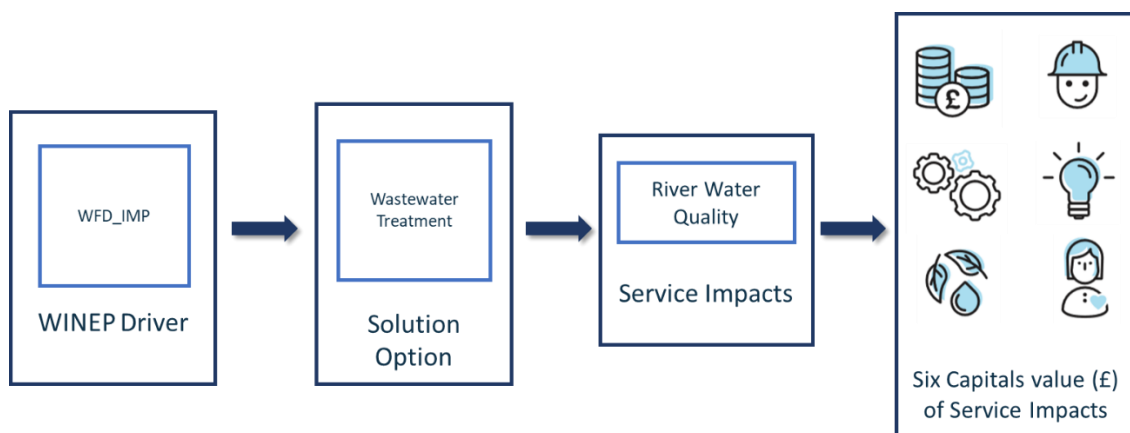 WFD_IMP
WINEP Driver
Wastewater
Treatment
Solution
Option
River Water
Quality
Service Impacts
£
Six Capitals value (£)
of Service Impacts